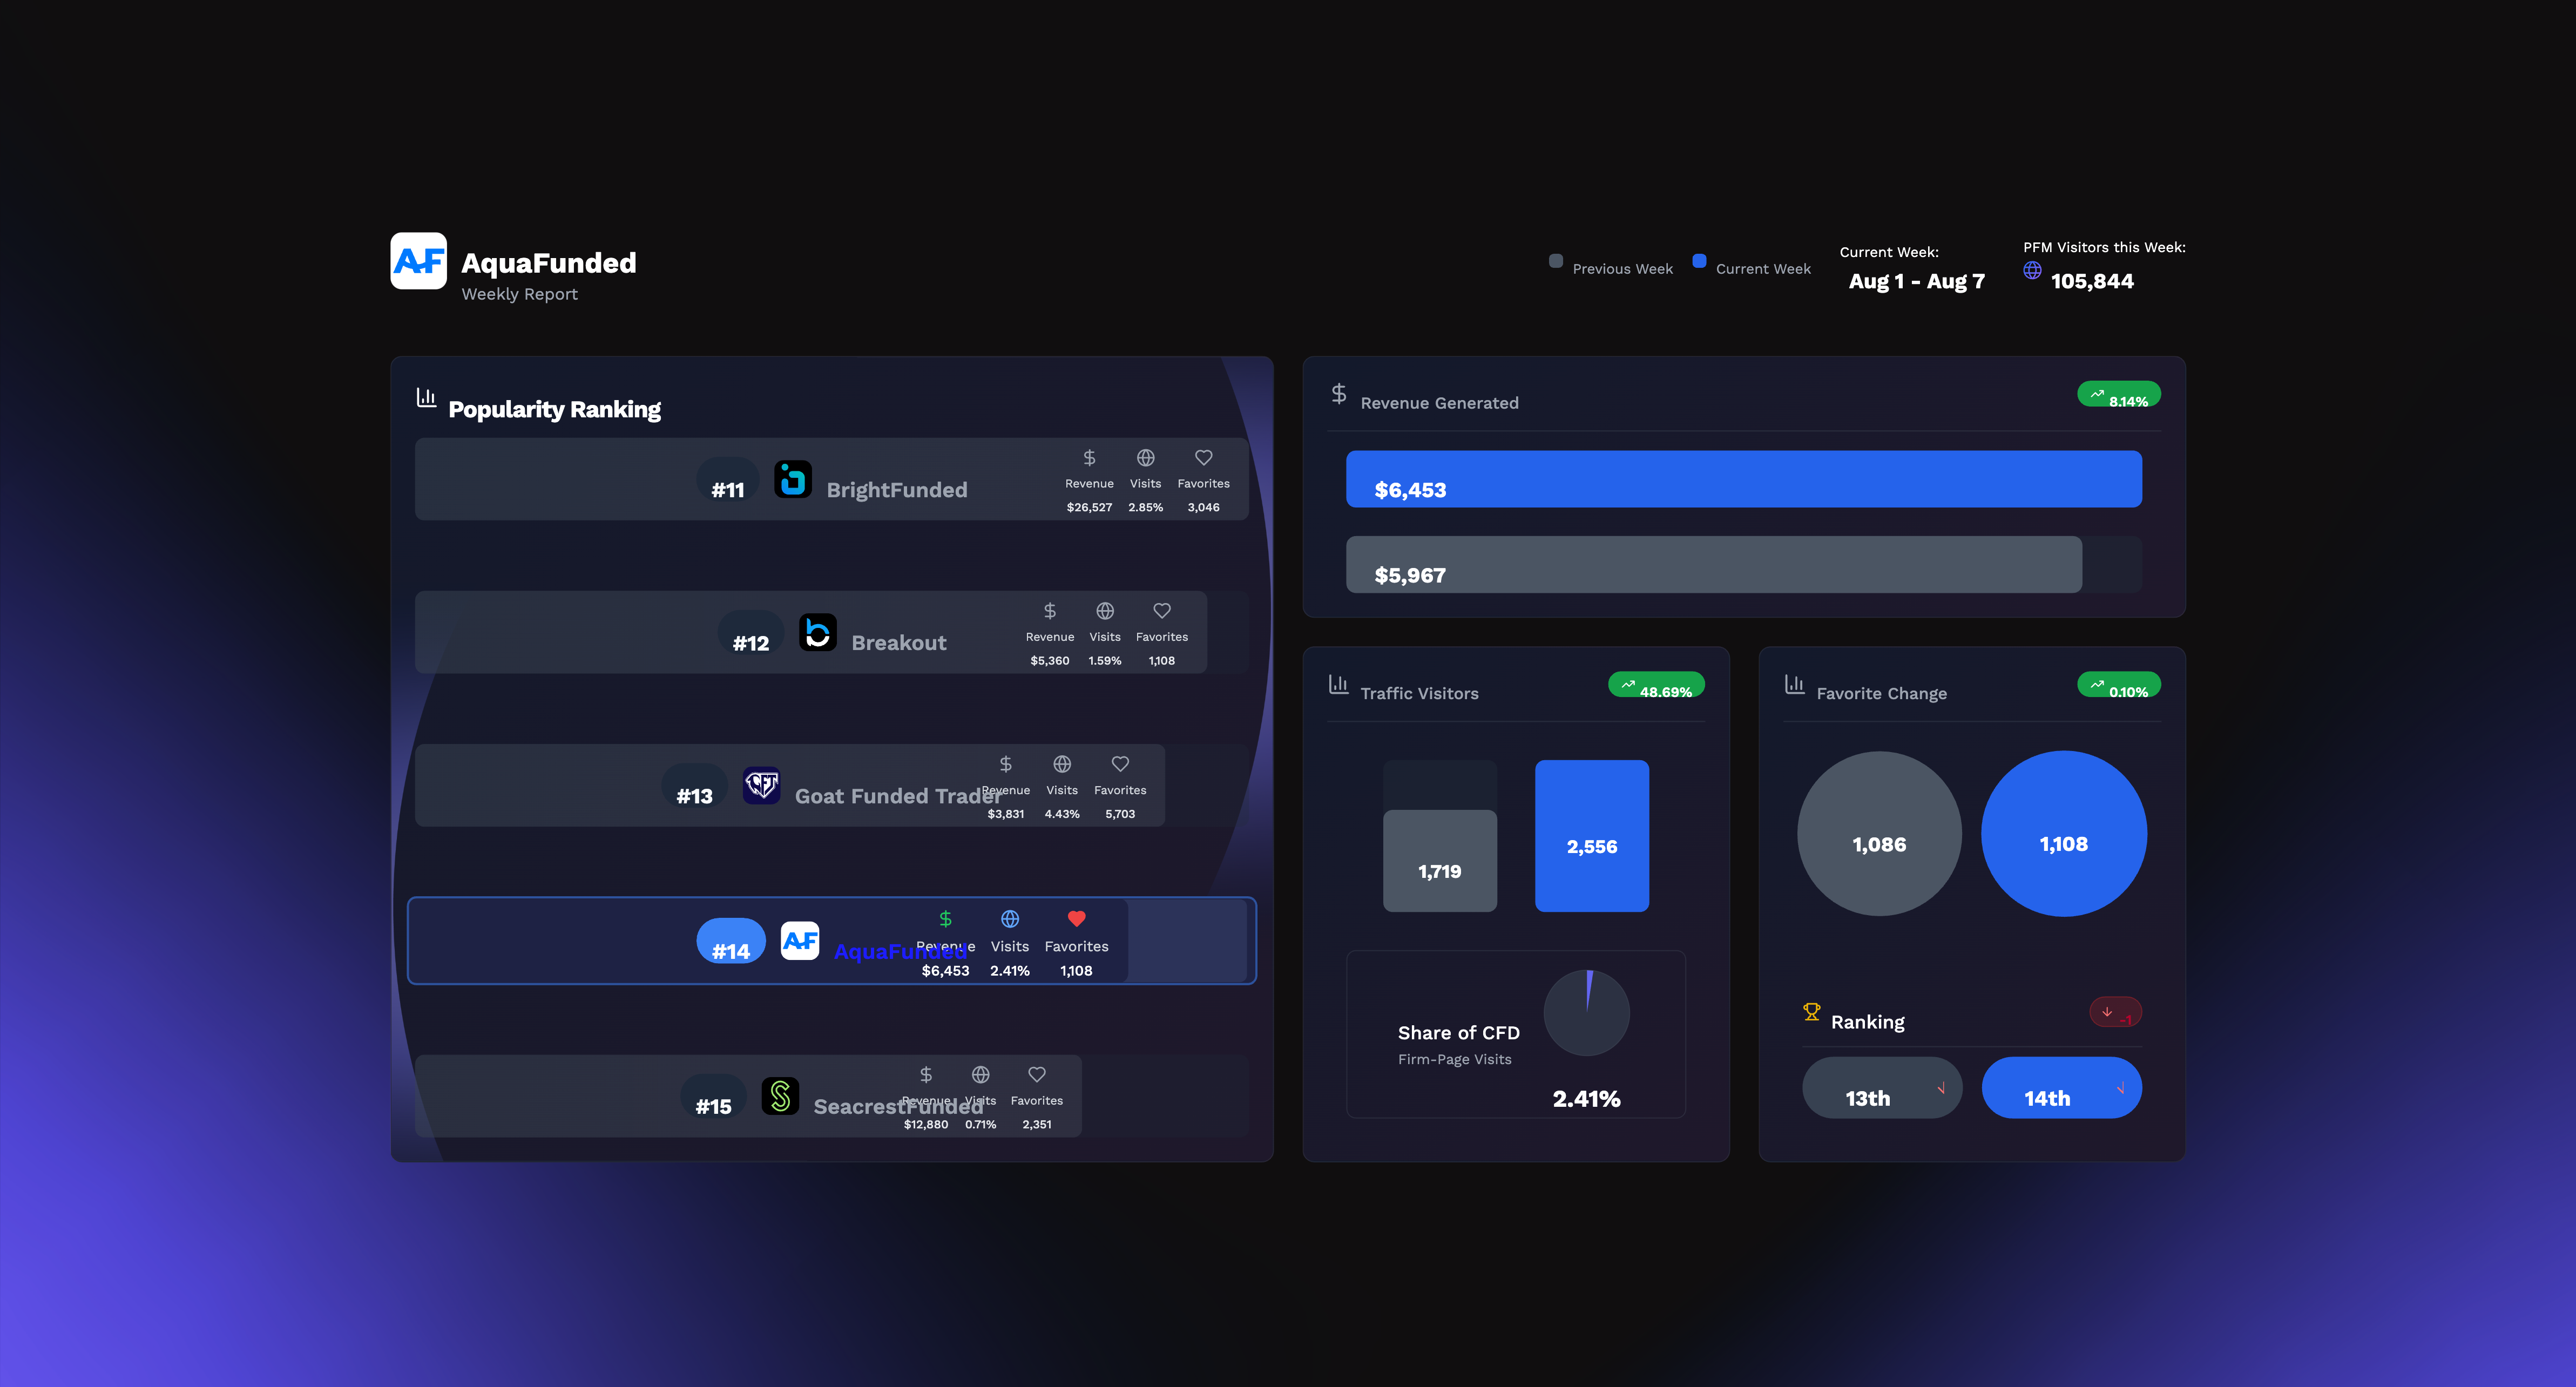 AF
AquaFunded
Weekly Report
Previous Week
Current Week
Current Week:
Aug 1 - Aug 7
PFM Visitors this Week:
105,844
Popularity Ranking
#11
BrightFunded
Revenue
Visits
Favorites
$26,527
2.85%
3,046
#12
Breakout
Revenue
Visits
Favorites
$5,360
1.59%
1,108
#13
GFT
Goat Funded Trader
Revenue
Visits
Favorites
$3,831
4.43%
5,703
#14
AF
AquaFunded
Revenue
Visits
Favorites
$6,453
2.41%
1,108
#15
SeacrestFunded
Revenue
Visits
Favorites
$12,880
0.71%
2,351
Revenue Generated
8.14%
$6,453
$5,967
Traffic Visitors
48.69%
1,719
2,556
Share of CFD
Firm-Page Visits
2.41%
Favorite Change
0.10%
1,086
1,108
Ranking
-1
13th
14th